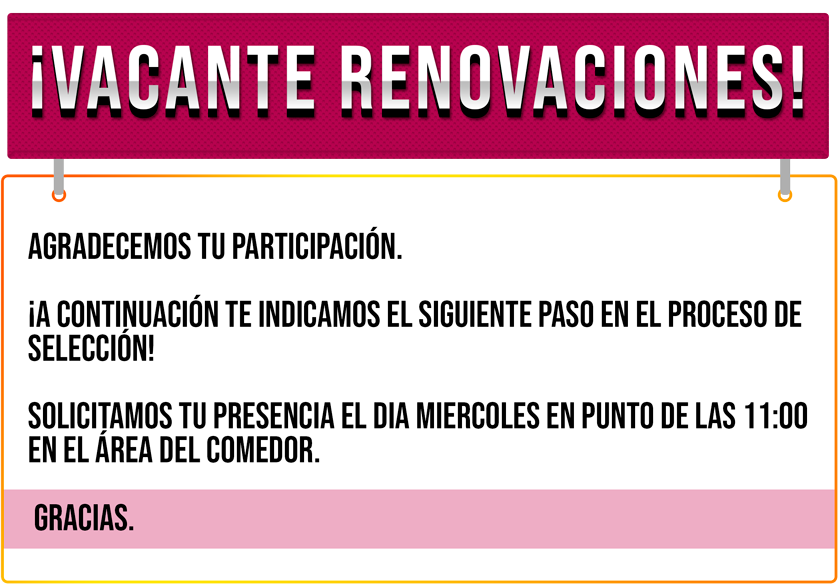 ¡VACANTE RENOVACIONES!
AGRADECEMOS TU PARTICIPACIÓN.
¡A CONTINUACIÓN TE INDICAMOS EL SIGUIENTE PASO EN EL PROCESO DE
SELECCIÓN!
SOLICITAMOS TU PRESENCIA EL DIA MIERCOLES EN PUNTO DE LAS 11:00
EN EL ÁREA DEL COMEDOR.
GRACIAS.